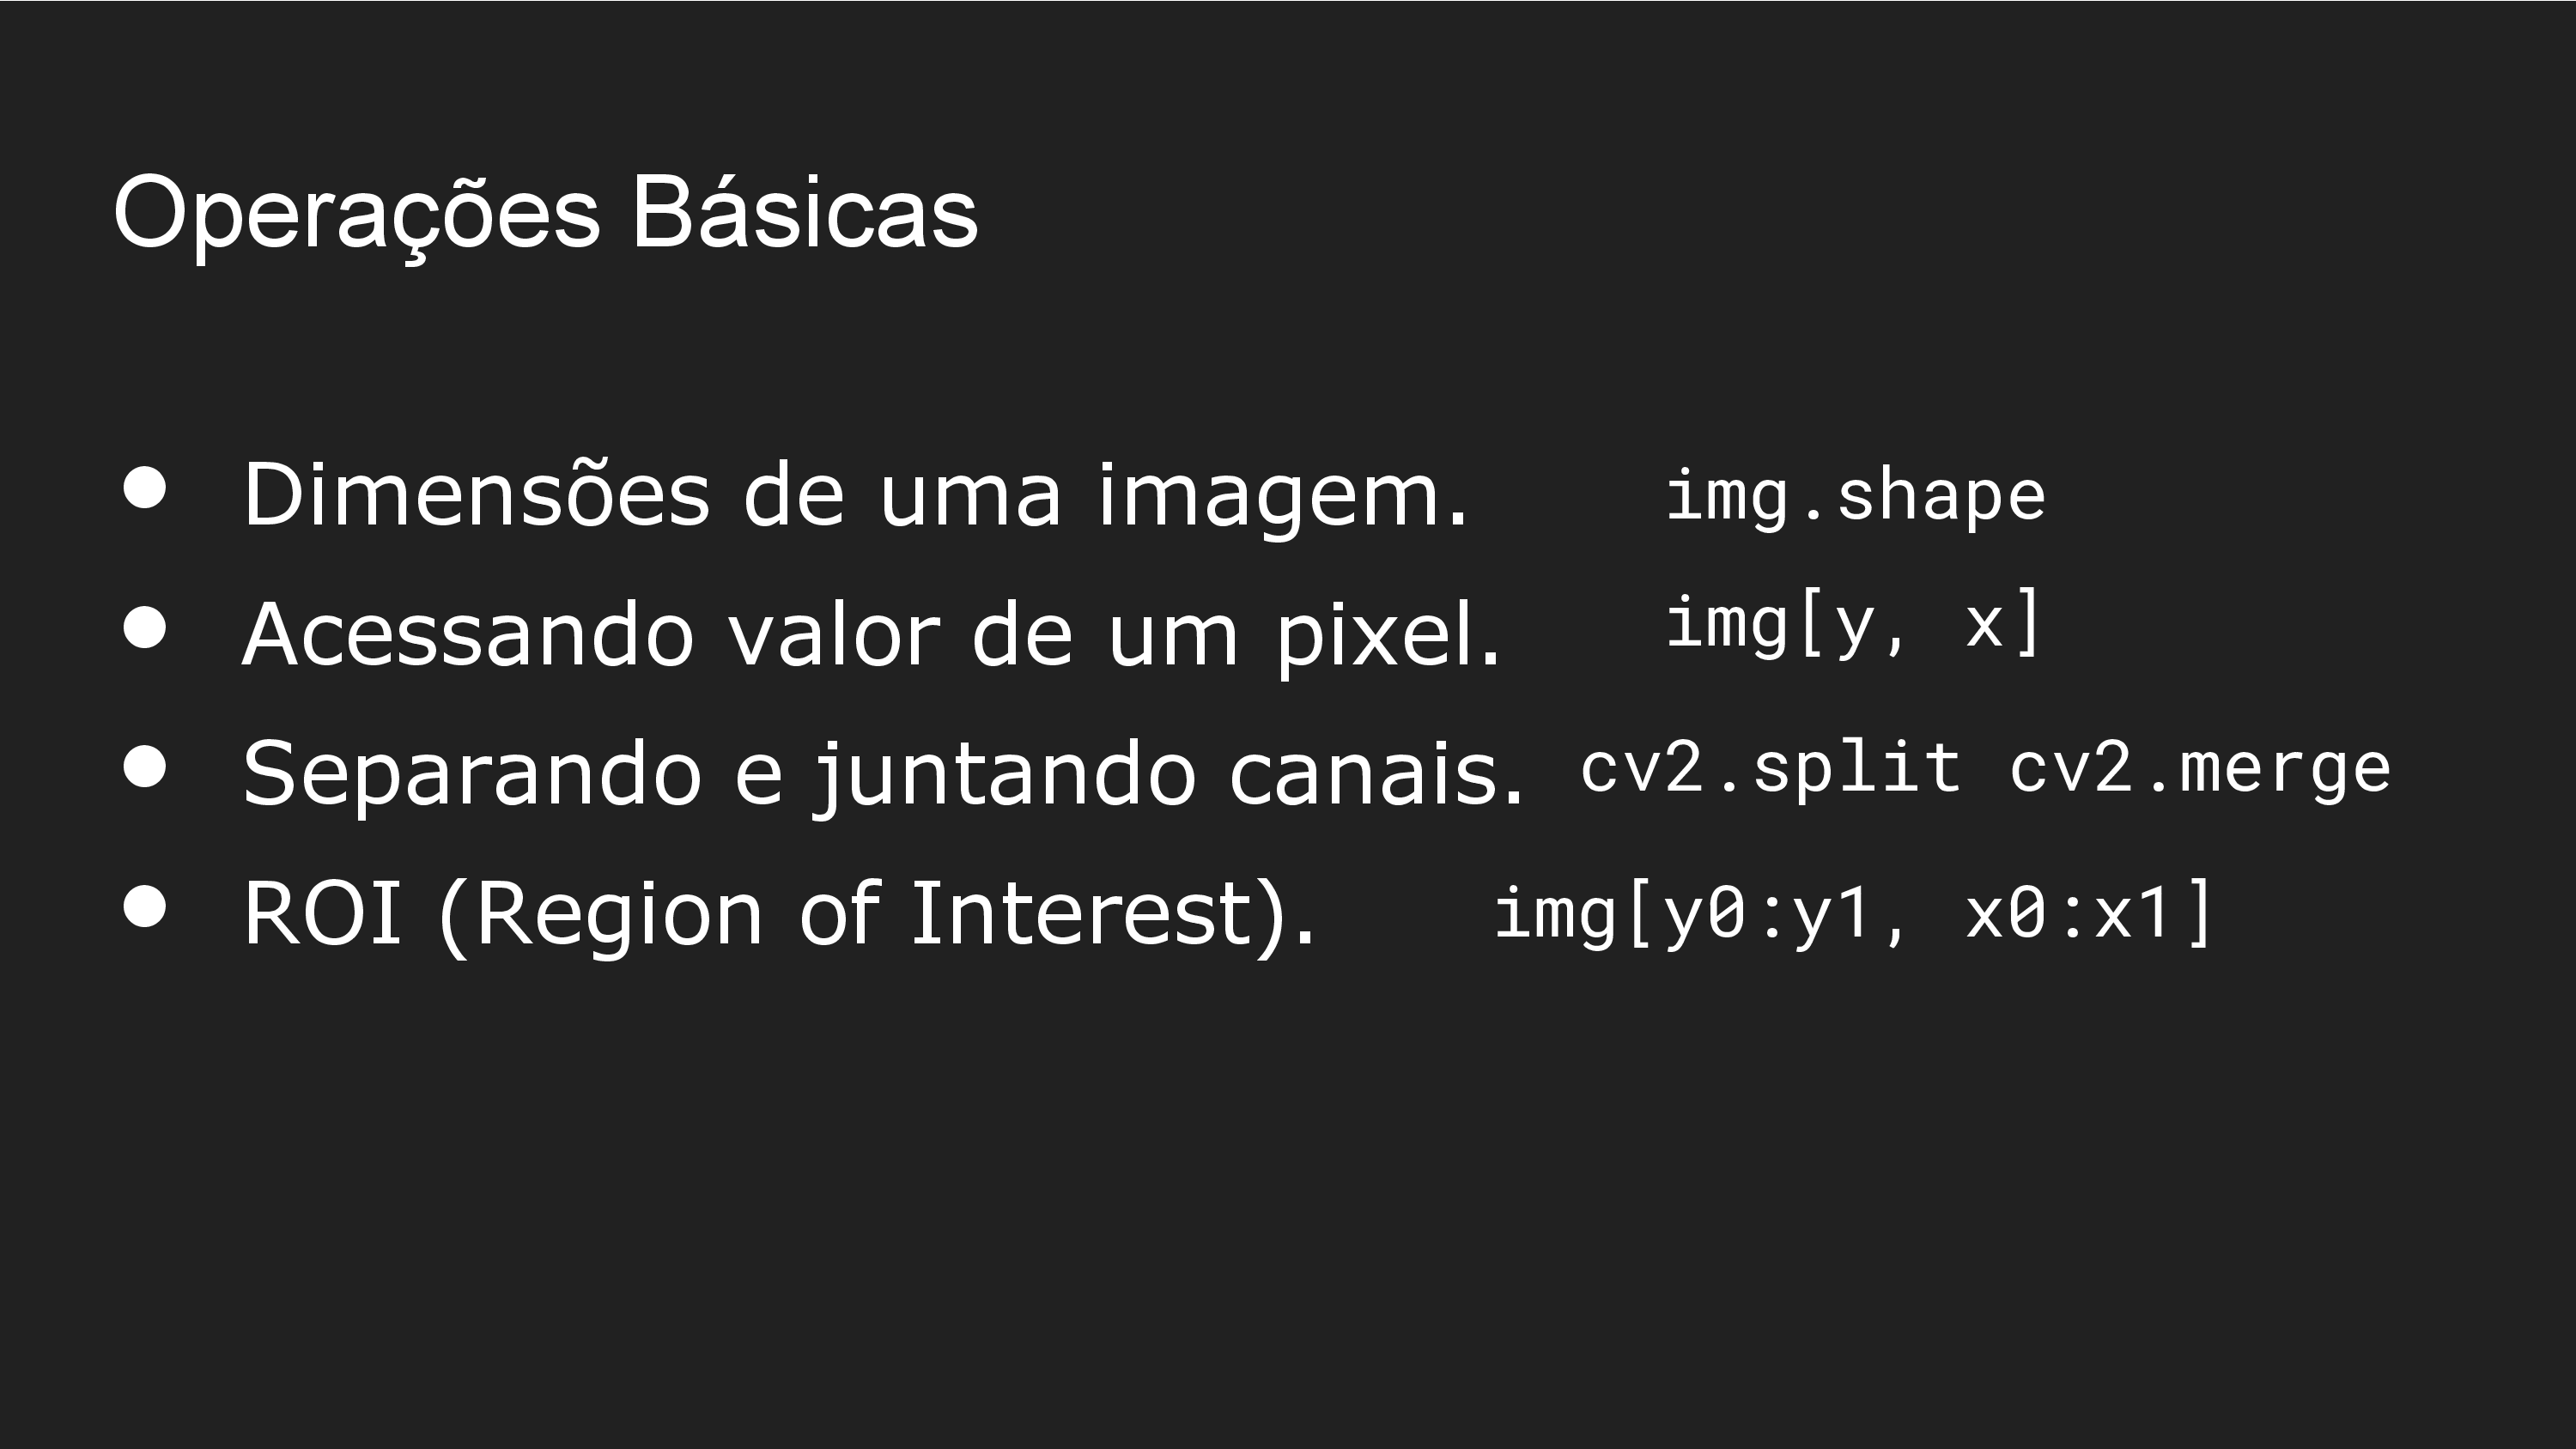 Operações Básicas
● Dimensões de uma imagem. img.shape
● Acessando valor de um pixel. img[y, x]
● Separando e juntando canais. cv2.split cv2.merge
● ROI (Region of Interest). img[y0:y1, x0:x1]